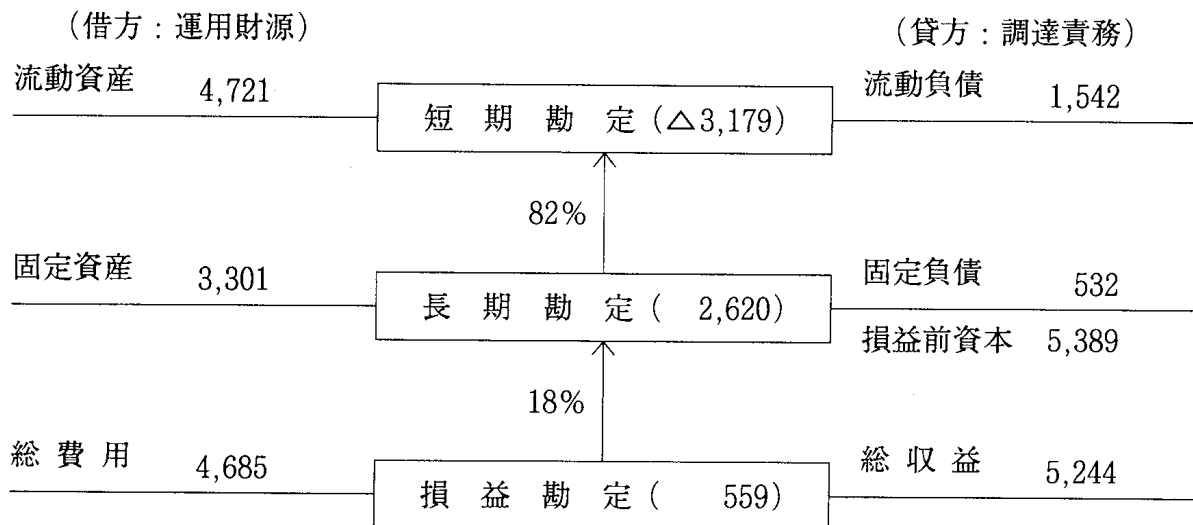 (借方：運用財源) (貸方：調達責務)
流動資産 4,721 短期勘定(△3,179) 流動負債 1,542
82%
固定資産 3,301 長期勘定( 2,620) 固定負債 532
損益前資本 5,389
18%
総費用 4,685 損益勘定( 559) 総収益 5,244